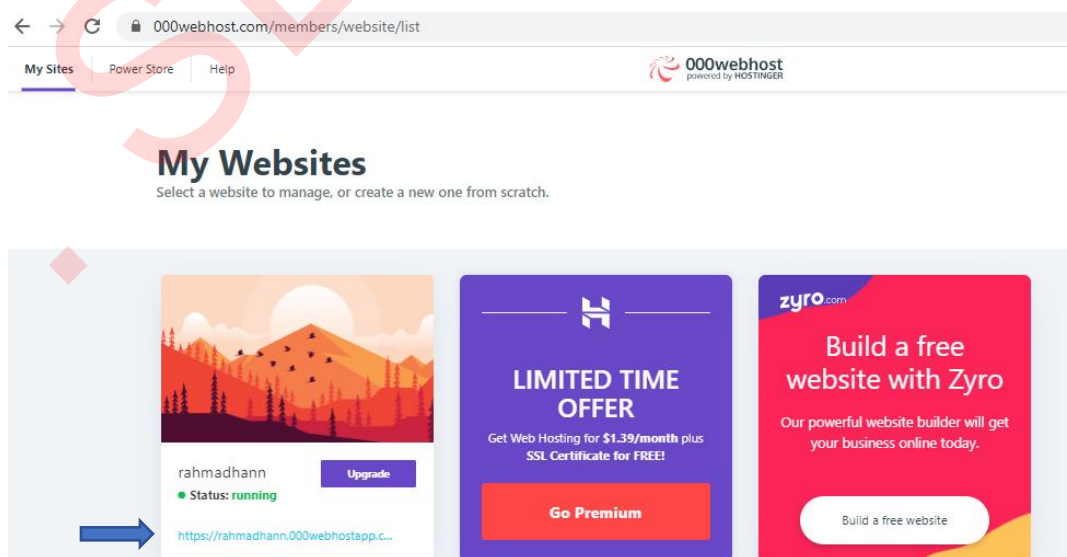 000webhost.com/members/website/list
My Sites
Power Store
Help
000webhost
powered by HOSTINGER
My Websites
Select a website to manage, or create a new one from scratch.
rahmadhann
Upgrade
Status: running
https://rahmadhann.000webhostapp.c...
LIMITED TIME
OFFER
Get Web Hosting for $1.39/month plus
SSL Certificate for FREE!
Go Premium
zyro.com
Build a free
website with Zyro
Our powerful website builder will get
your business online today.
Build a free website